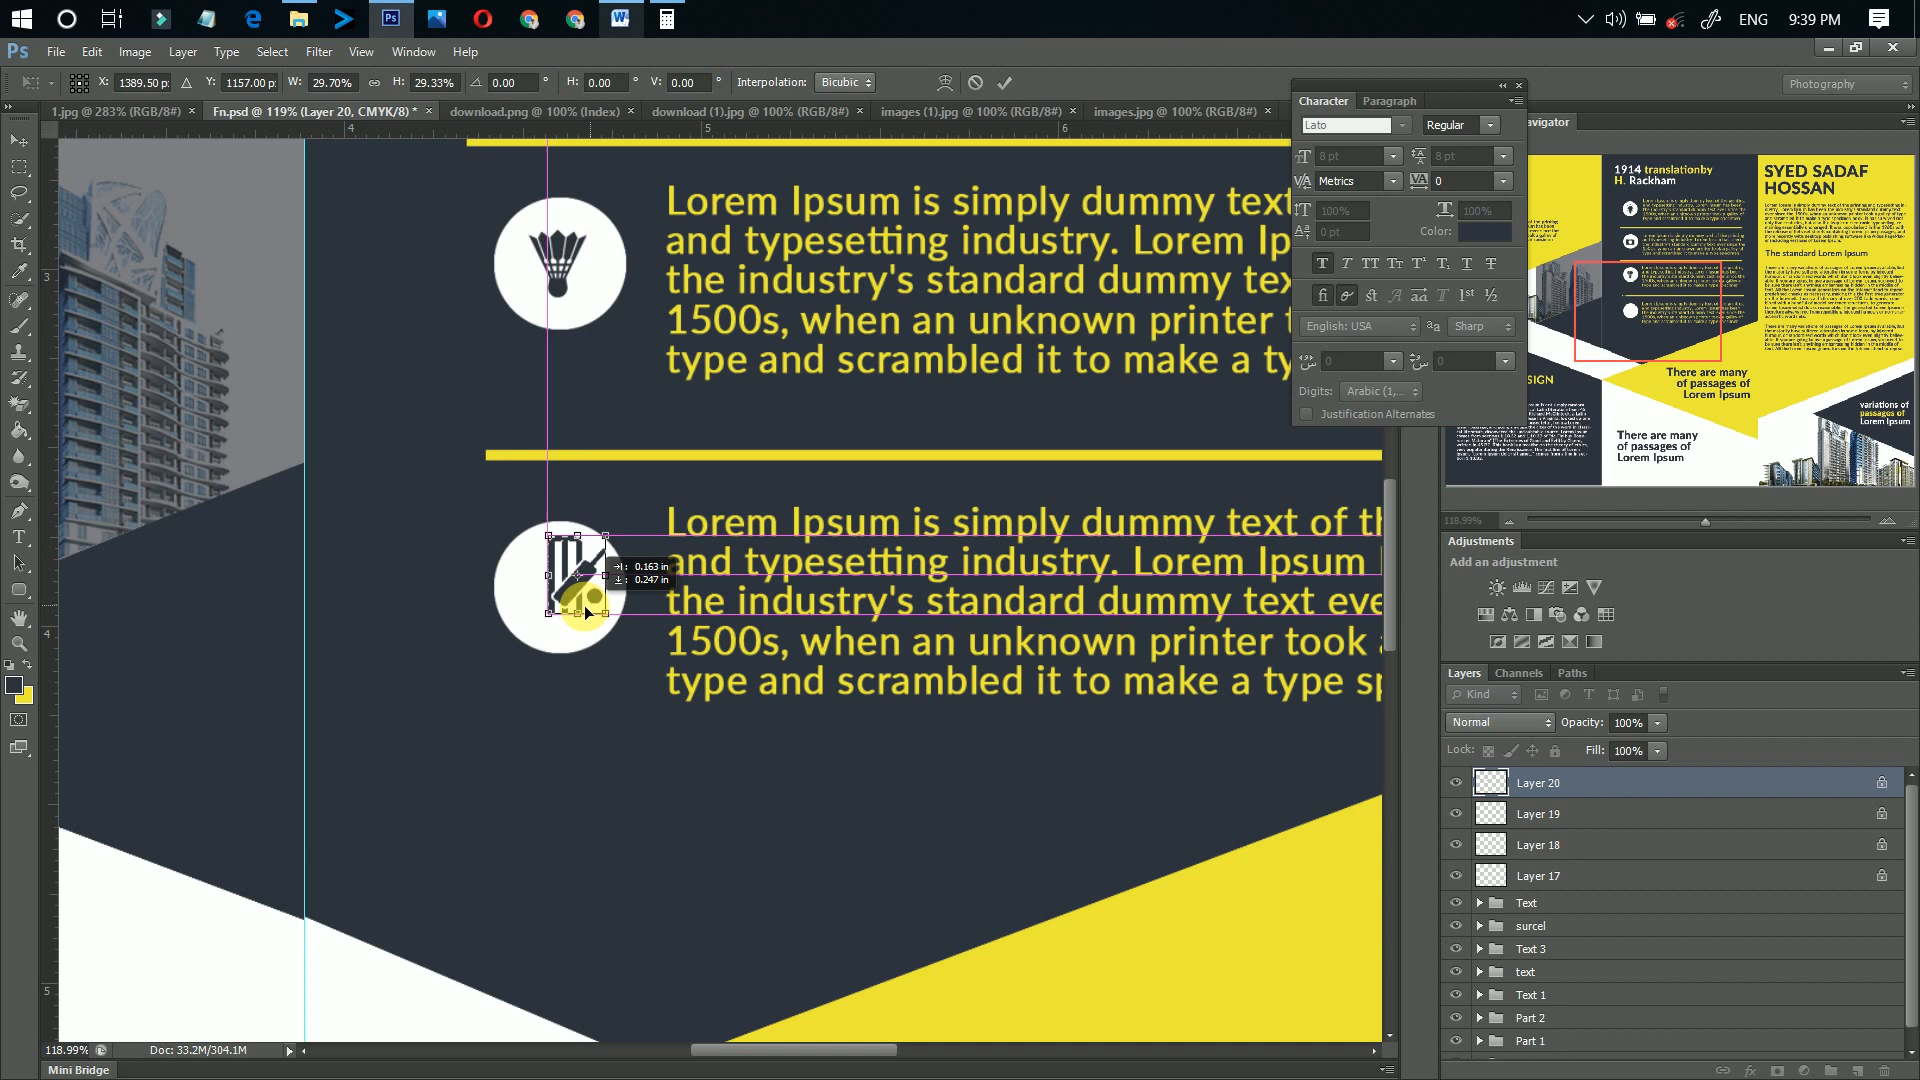 ENG
9:39 PM
Ps
File Edit Image Layer Type Select Filter View Window Help
X: 1389.50 p: Y: 1157.00 p: W: 29.70% H: 29.33% 0.00 ° H: 0.00 ° V: 0.00 ° Interpolation: Bicubic
Photography
1.jpg @ 283% (RGB/8#) × Fn.psd @ 119% (Layer 20, CMYK/8) * × download.png @ 100% (Index) × download (1).jpg @ 100% (RGB/8#) × images (1).jpg @ 100% (RGB/8#) × images.jpg @ 100% (RGB/8#) ×
4 5 6
3
4
5
Lorem Ipsum is simply dummy text
and typesetting industry. Lorem Ip
the industry's standard dummy tex
1500s, when an unknown printer t
type and scrambled it to make a ty
Lorem Ipsum is simply dummy text of th
and typesetting industry. Lorem Ipsum
the industry's standard dummy text eve
1500s, when an unknown printer took a
type and scrambled it to make a type sp
0.163 in
0.247 in
Character Paragraph
Lato Regular
8 pt 8 pt
Metrics 0
100% 100%
0 pt Color:
English: USA Sharp
0 0
Digits: Arabic (1,...
Justification Alternates
avigator
1914 translationby
H. Rackham
SYED SADAF
HOSSAN
The standard Lorem Ipsum
There are many
of passages of
Lorem Ipsum
SIGN
variations of
passages of
Lorem Ipsum
There are many
of passages of
Lorem Ipsum
118.99%
Adjustments
Add an adjustment
Layers Channels Paths
Kind
Normal Opacity: 100%
Lock: Fill: 100%
Layer 20
Layer 19
Layer 18
Layer 17
Text
surcel
Text 3
text
Text 1
Part 2
Part 1
118.99% Doc: 33.2M/304.1M
Mini Bridge